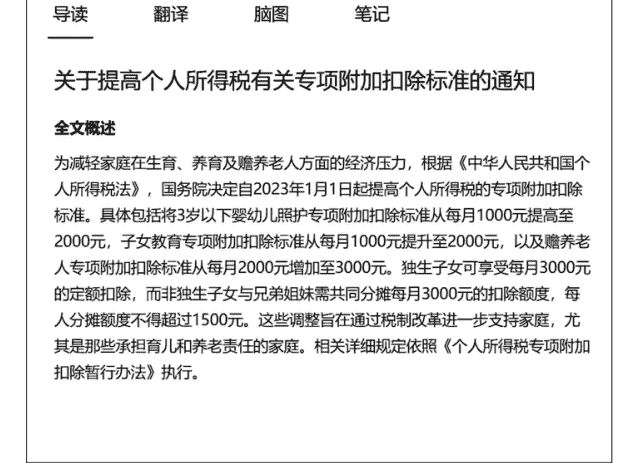 导读 翻译 脑图 笔记
关于提高个人所得税有关专项附加扣除标准的通知
全文概述
为减轻家庭在生育、养育及赡养老人方面的经济压力，根据《中华人民共和国个
人所得税法》，国务院决定自2023年1月1日起提高个人所得税的专项附加扣除
标准。具体包括将3岁以下婴幼儿照护专项附加扣除标准从每月1000元提高至
2000元，子女教育专项附加扣除标准从每月1000元提升至2000元，以及赡养老
人专项附加扣除标准从每月2000元增加至3000元。独生子女可享受每月3000元
的定额扣除，而非独生子女与兄弟姐妹需共同分摊每月3000元的扣除额度，每
人分摊额度不得超过1500元。这些调整旨在通过税制改革进一步支持家庭，尤
其是那些承担育儿和养老责任的家庭。相关详细规定依照《个人所得税专项附加
扣除暂行办法》执行。